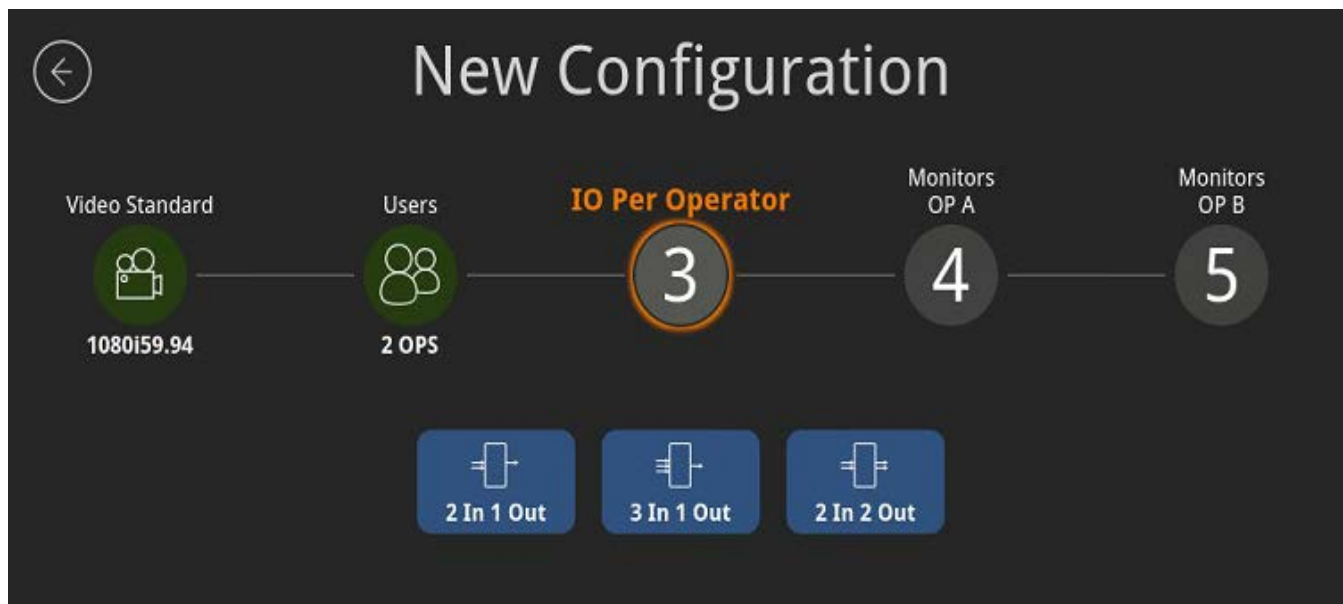 New Configuration
Video Standard
Users
IO Per Operator
Monitors
OP A
Monitors
OP B
3
4
5
1080i59.94
2 OPS
2 In 1 Out
3 In 1 Out
2 In 2 Out